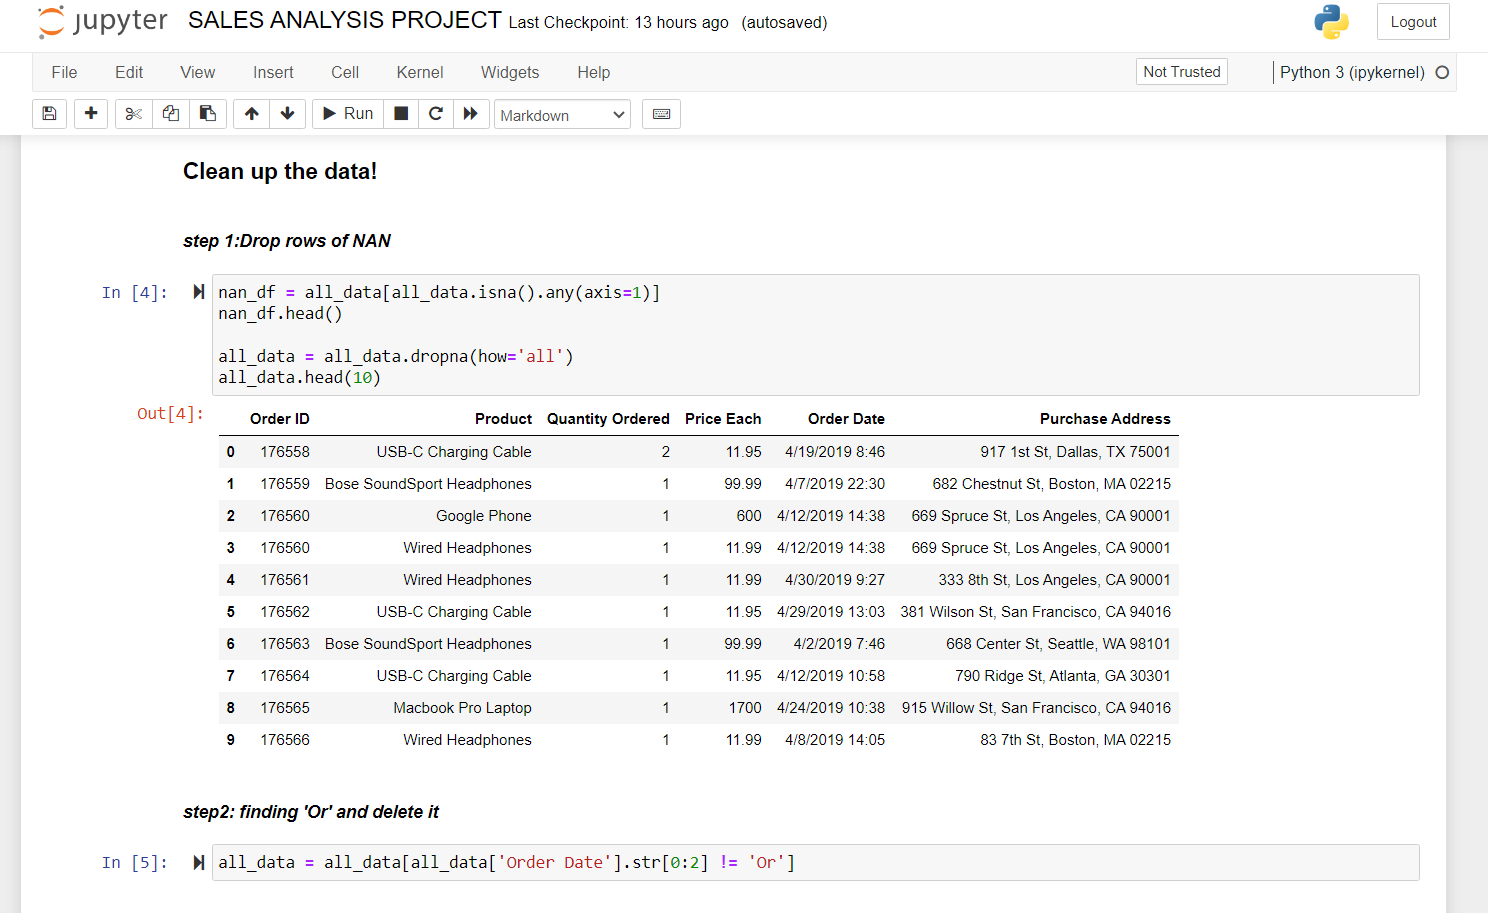 jupyter SALES ANALYSIS PROJECT Last Checkpoint: 13 hours ago (autosaved) Logout
File Edit View Insert Cell Kernel Widgets Help Not Trusted Python 3 (ipykernel)
Run Markdown
Clean up the data!
step 1:Drop rows of NAN
In [4]: nan_df = all_data[all_data.isna().any(axis=1)]
nan_df.head()
all_data = all_data.dropna(how='all')
all_data.head(10)
Out[4]:
Order ID Product Quantity Ordered Price Each Order Date Purchase Address
0 176558 USB-C Charging Cable 2 11.95 4/19/2019 8:46 917 1st St, Dallas, TX 75001
1 176559 Bose SoundSport Headphones 1 99.99 4/7/2019 22:30 682 Chestnut St, Boston, MA 02215
2 176560 Google Phone 1 600 4/12/2019 14:38 669 Spruce St, Los Angeles, CA 90001
3 176560 Wired Headphones 1 11.99 4/12/2019 14:38 669 Spruce St, Los Angeles, CA 90001
4 176561 Wired Headphones 1 11.99 4/30/2019 9:27 333 8th St, Los Angeles, CA 90001
5 176562 USB-C Charging Cable 1 11.95 4/29/2019 13:03 381 Wilson St, San Francisco, CA 94016
6 176563 Bose SoundSport Headphones 1 99.99 4/2/2019 7:46 668 Center St, Seattle, WA 98101
7 176564 USB-C Charging Cable 1 11.95 4/12/2019 10:58 790 Ridge St, Atlanta, GA 30301
8 176565 Macbook Pro Laptop 1 1700 4/24/2019 10:38 915 Willow St, San Francisco, CA 94016
9 176566 Wired Headphones 1 11.99 4/8/2019 14:05 83 7th St, Boston, MA 02215
step2: finding 'Or' and delete it
In [5]: all_data = all_data[all_data['Order Date'].str[0:2] != 'Or']